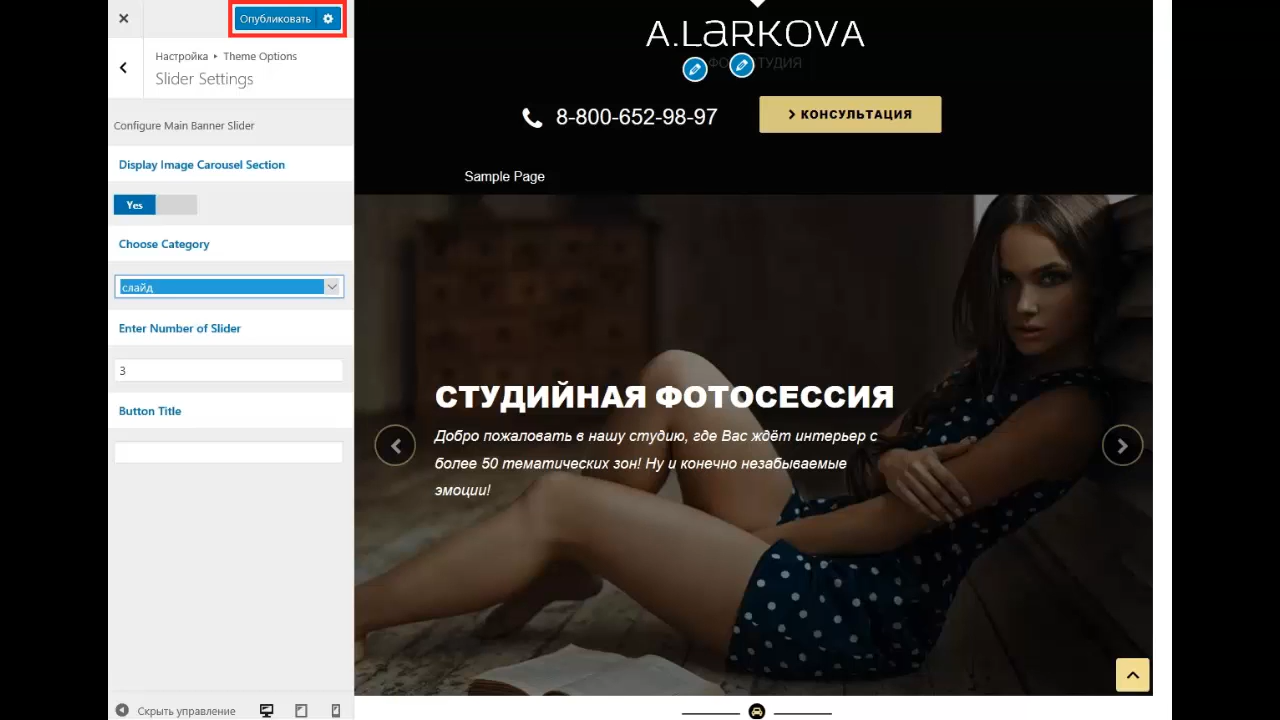 Опубликовать
Настройка ▸ Theme Options
Slider Settings
Configure Main Banner Slider
Display Image Carousel Section
Yes
Choose Category
слайд
Enter Number of Slider
3
Button Title
Скрыть управление
A.LARKOVA
8-800-652-98-97
КОНСУЛЬТАЦИЯ
Sample Page
СТУДИЙНАЯ ФОТОСЕССИЯ
Добро пожаловать в нашу студию, где Вас ждёт интерьер с
более 50 тематических зон! Ну и конечно незабываемые
эмоции!